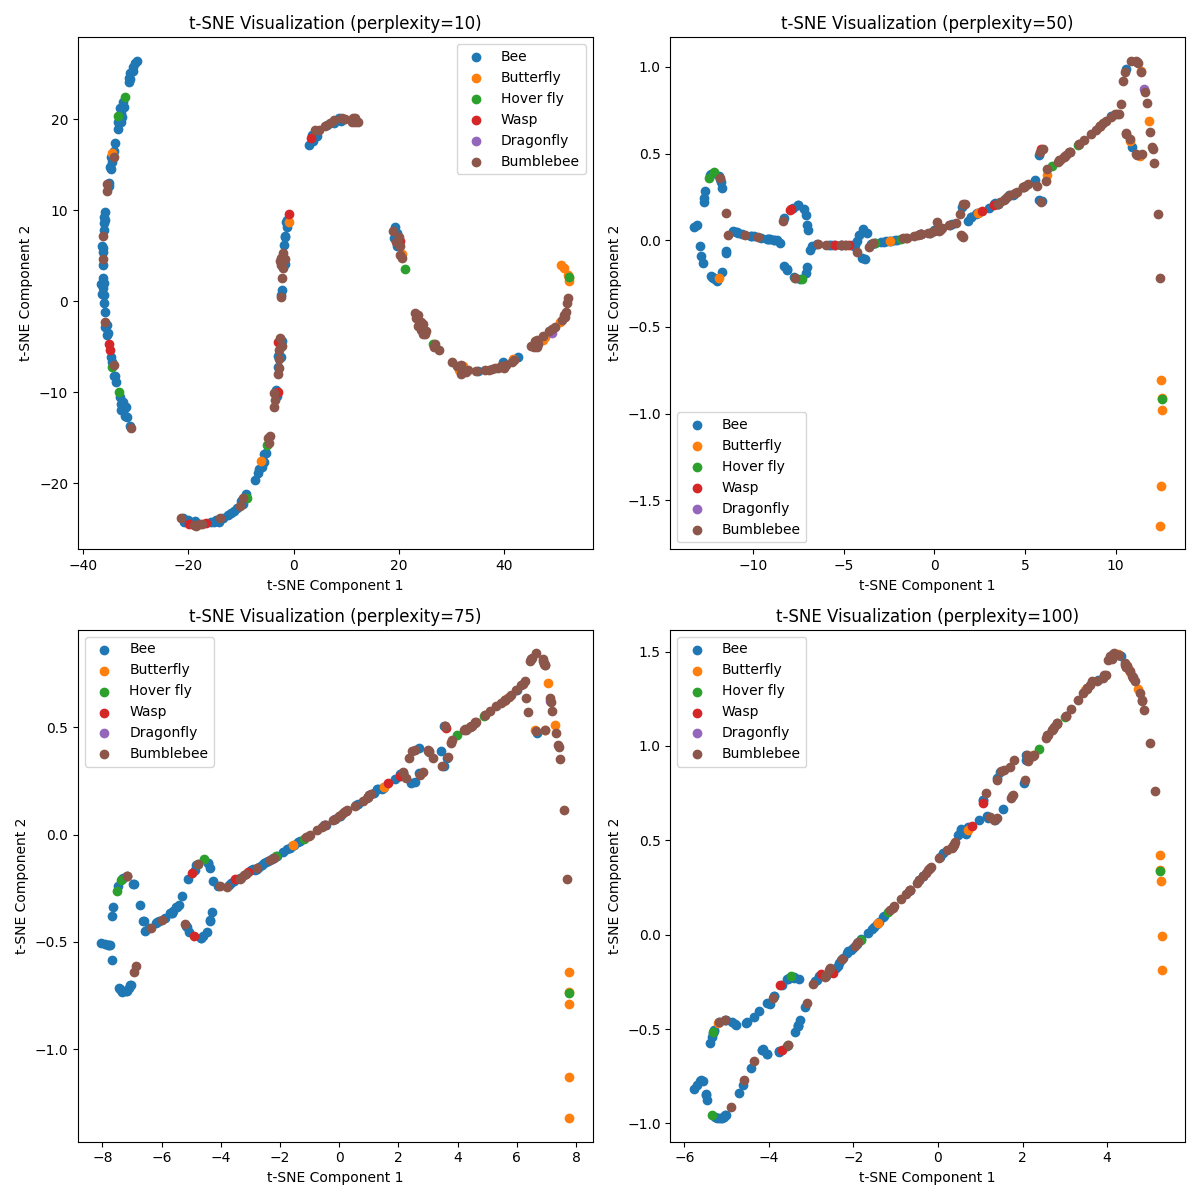 t-SNE Visualization (perplexity=10)
Bee
Butterfly
Hover fly
Wasp
Dragonfly
Bumblebee
20
10
0
−10
−20
t-SNE Component 2
−40
−20
0
20
40
t-SNE Component 1
t-SNE Visualization (perplexity=50)
1.0
0.5
0.0
−0.5
−1.0
−1.5
t-SNE Component 2
Bee
Butterfly
Hover fly
Wasp
Dragonfly
Bumblebee
−10
−5
0
5
10
t-SNE Component 1
t-SNE Visualization (perplexity=75)
Bee
Butterfly
Hover fly
Wasp
Dragonfly
Bumblebee
0.5
0.0
−0.5
−1.0
t-SNE Component 2
−8
−6
−4
−2
0
2
4
6
8
t-SNE Component 1
t-SNE Visualization (perplexity=100)
Bee
Butterfly
Hover fly
Wasp
Dragonfly
Bumblebee
1.5
1.0
0.5
0.0
−0.5
−1.0
t-SNE Component 2
−6
−4
−2
0
2
4
t-SNE Component 1